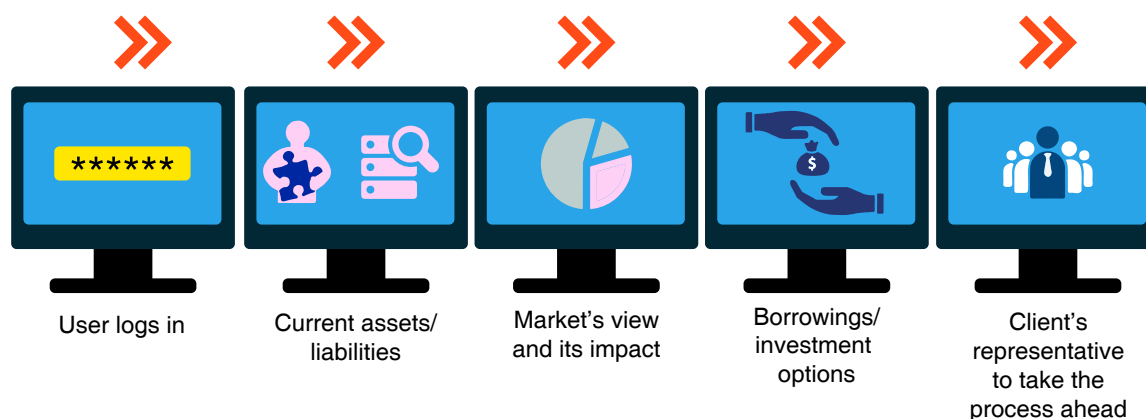 ******
$
User logs in
Current assets/
liabilities
Market's view
and its impact
Borrowings/
investment
options
Client's
representative
to take the
process ahead